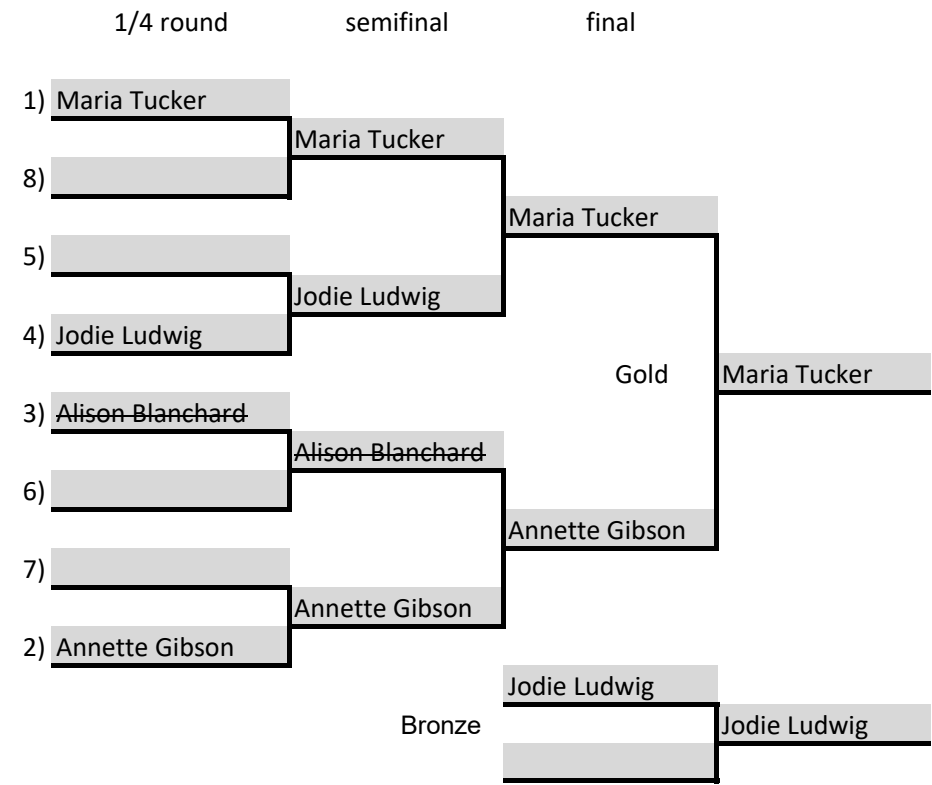 1/4 round semifinal final
1) Maria Tucker
Maria Tucker
8)
Maria Tucker
5)
Jodie Ludwig
4) Jodie Ludwig
Gold Maria Tucker
3) Alison Blanchard
Alison Blanchard
6)
Annette Gibson
7)
Annette Gibson
2) Annette Gibson
Jodie Ludwig
Bronze Jodie Ludwig